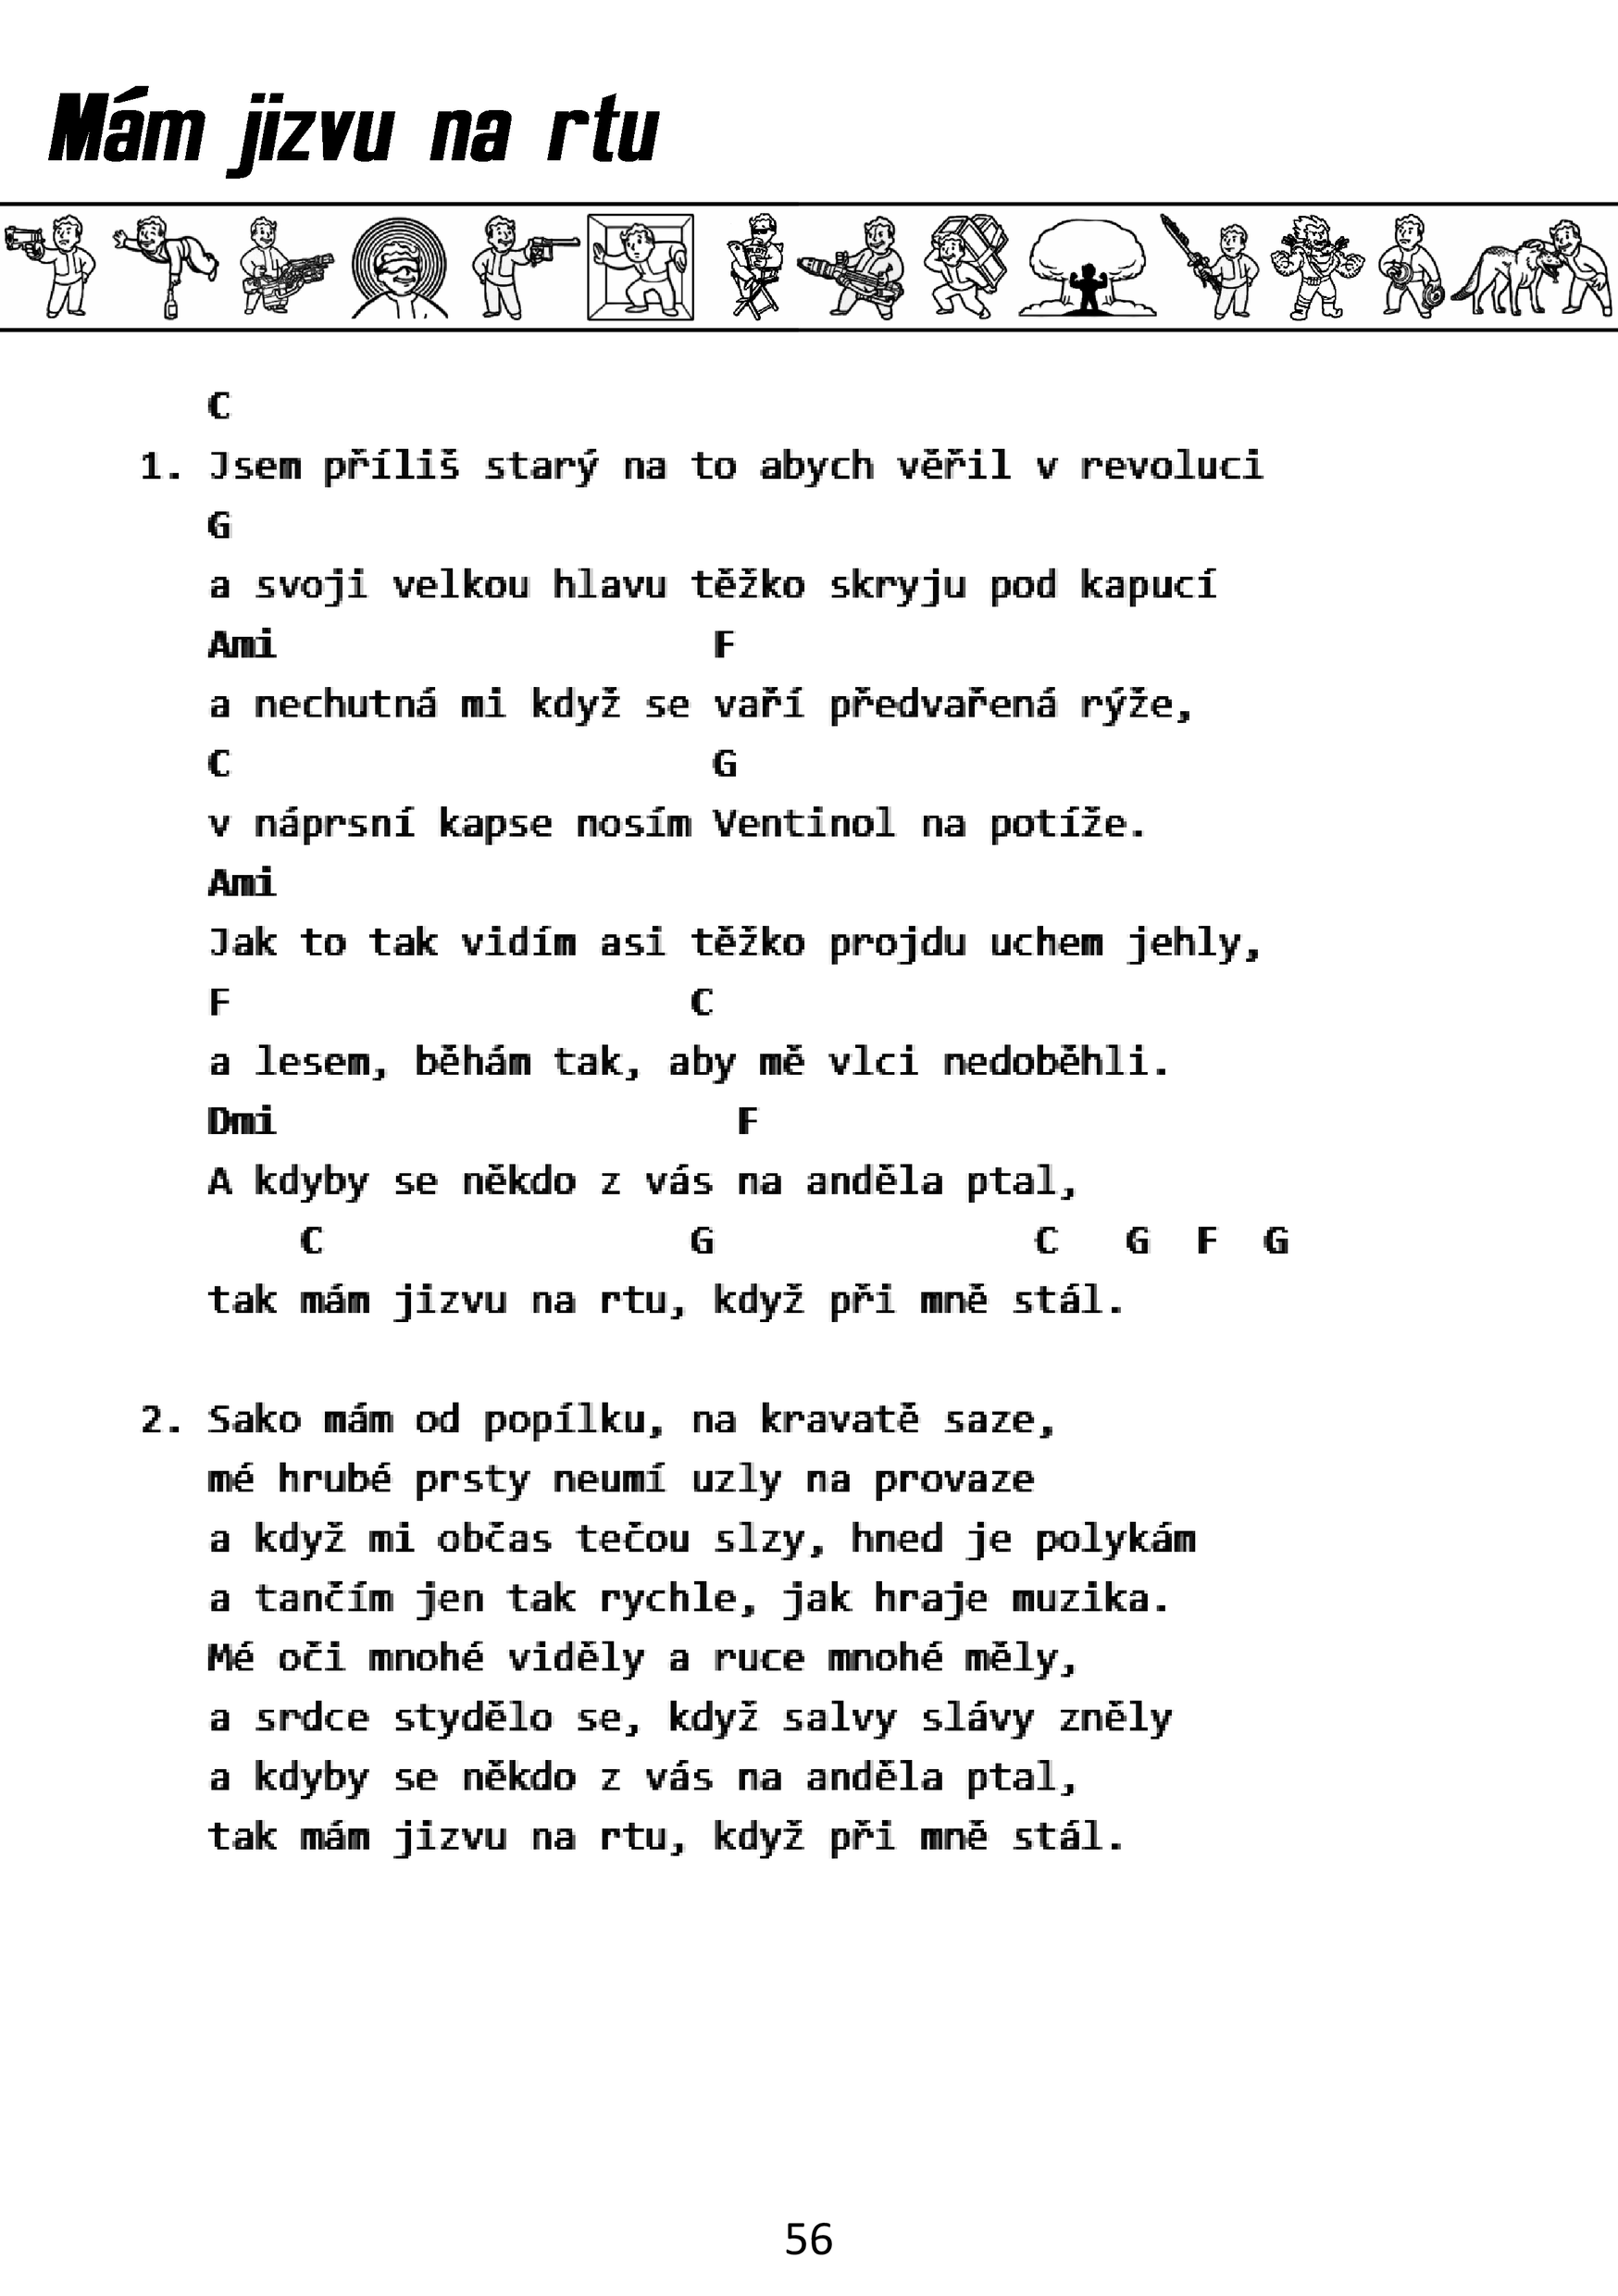 Mám jizvu na rtu
C
1. Jsem příliš starý na to abych věřil v revoluci
G
a svoji velkou hlavu těžko skryju pod kapucí
Ami F
a nechutná mi když se vaří předvařená rýže,
C G
v náprsní kapse nosím Ventinol na potíže.
Ami
Jak to tak vidím asi těžko projdu uchem jehly,
F C
a lesem, běhám tak, aby mě vlci nedoběhli.
Dmi F
A kdyby se někdo z vás na anděla ptal,
C G C G F G
tak mám jizvu na rtu, když při mně stál.
2. Sako mám od popílku, na kravatě saze,
mé hrubé prsty neumí uzly na provaze
a když mi občas tečou slzy, hned je polykám
a tančím jen tak rychle, jak hraje muzika.
Mé oči mnohé viděly a ruce mnohé měly,
a srdce stydělo se, když salvy slávy zněly
a kdyby se někdo z vás na anděla ptal,
tak mám jizvu na rtu, když při mně stál.
56